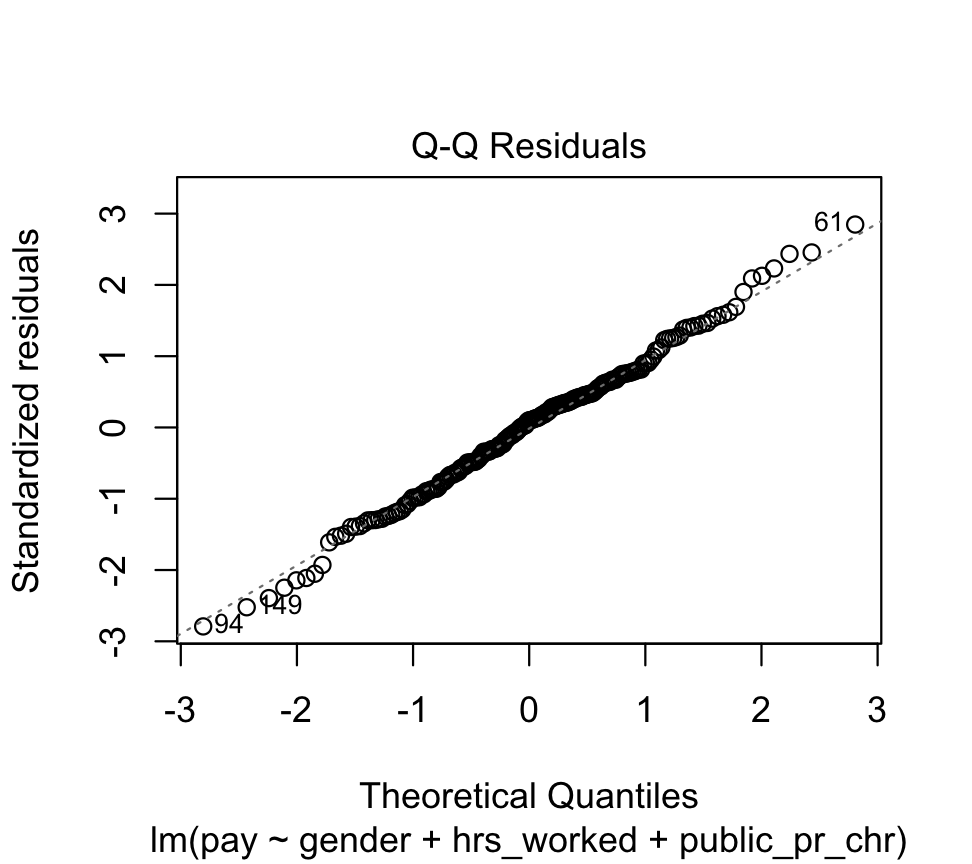 Q-Q Residuals
Standardized residuals
3
2
1
0
-1
-2
-3
61
149
94
-3 -2 -1 0 1 2 3
Theoretical Quantiles
lm(pay ~ gender + hrs_worked + public_pr_chr)